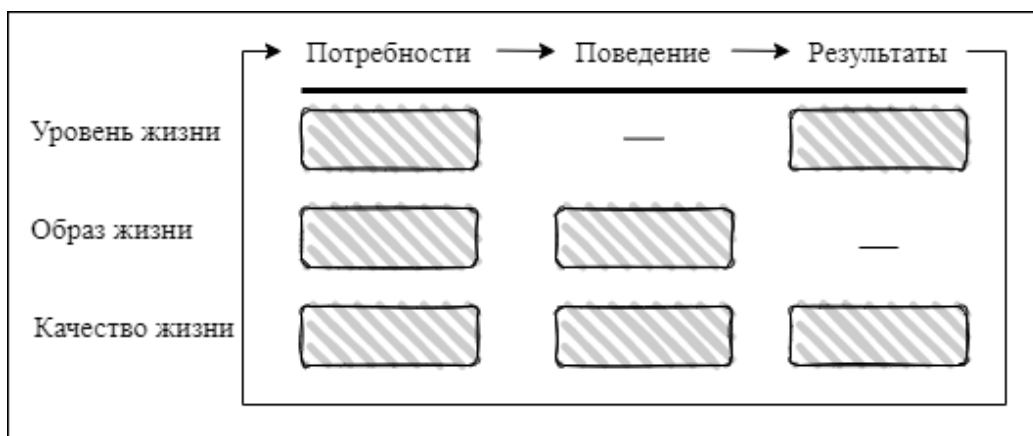 Потребности Поведение Результаты
Уровень жизни —
Образ жизни —
Качество жизни